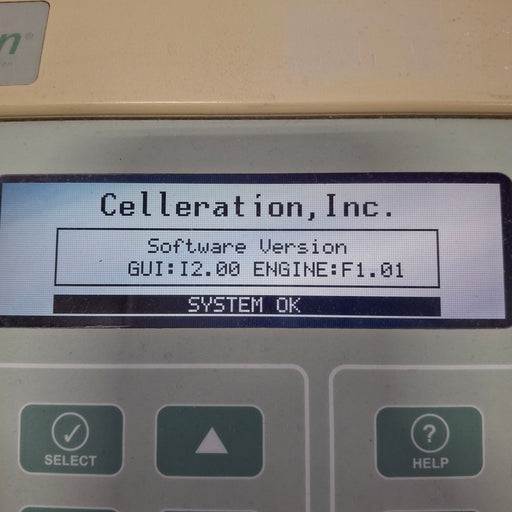 n®
Celleration,Inc.
Software Version
GUI:I2.00 ENGINE:F1.01
SYSTEM OK
SELECT
?
HELP